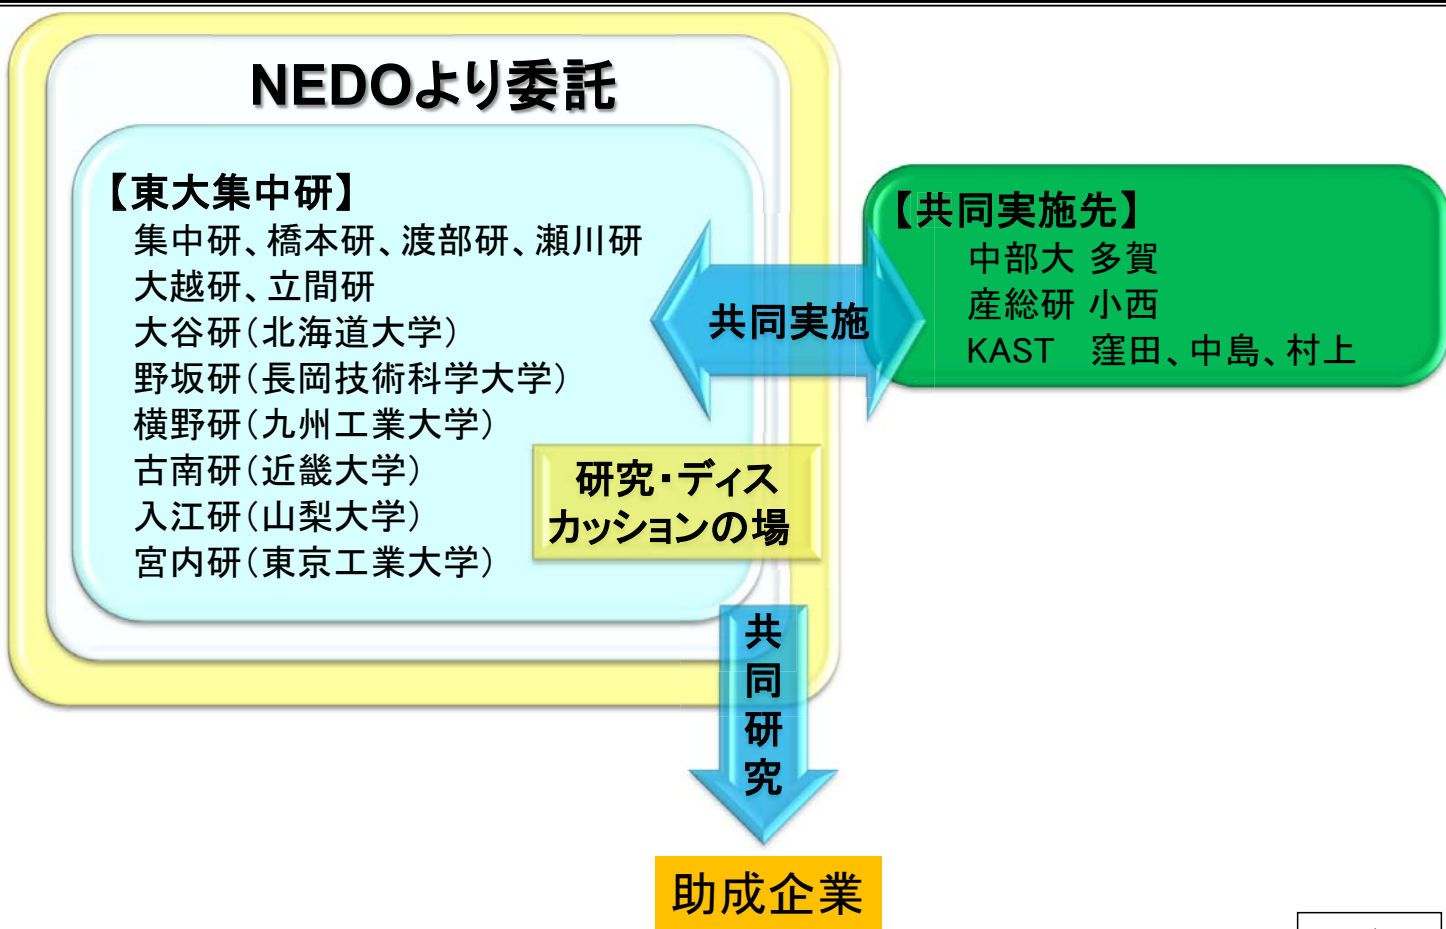 NEDOより委託
【東大集中研】
集中研、橋本研、渡部研、瀬川研
大越研、立間研
大谷研（北海道大学）
野坂研（長岡技術科学大学）
横野研（九州工業大学）
古南研（近畿大学）
入江研（山梨大学）
宮内研（東京工業大学）
研究・ディス
カッションの場
共同実施
【共同実施先】
中部大 多賀
産総研 小西
KAST 窪田、中島、村上
共同研究
助成企業